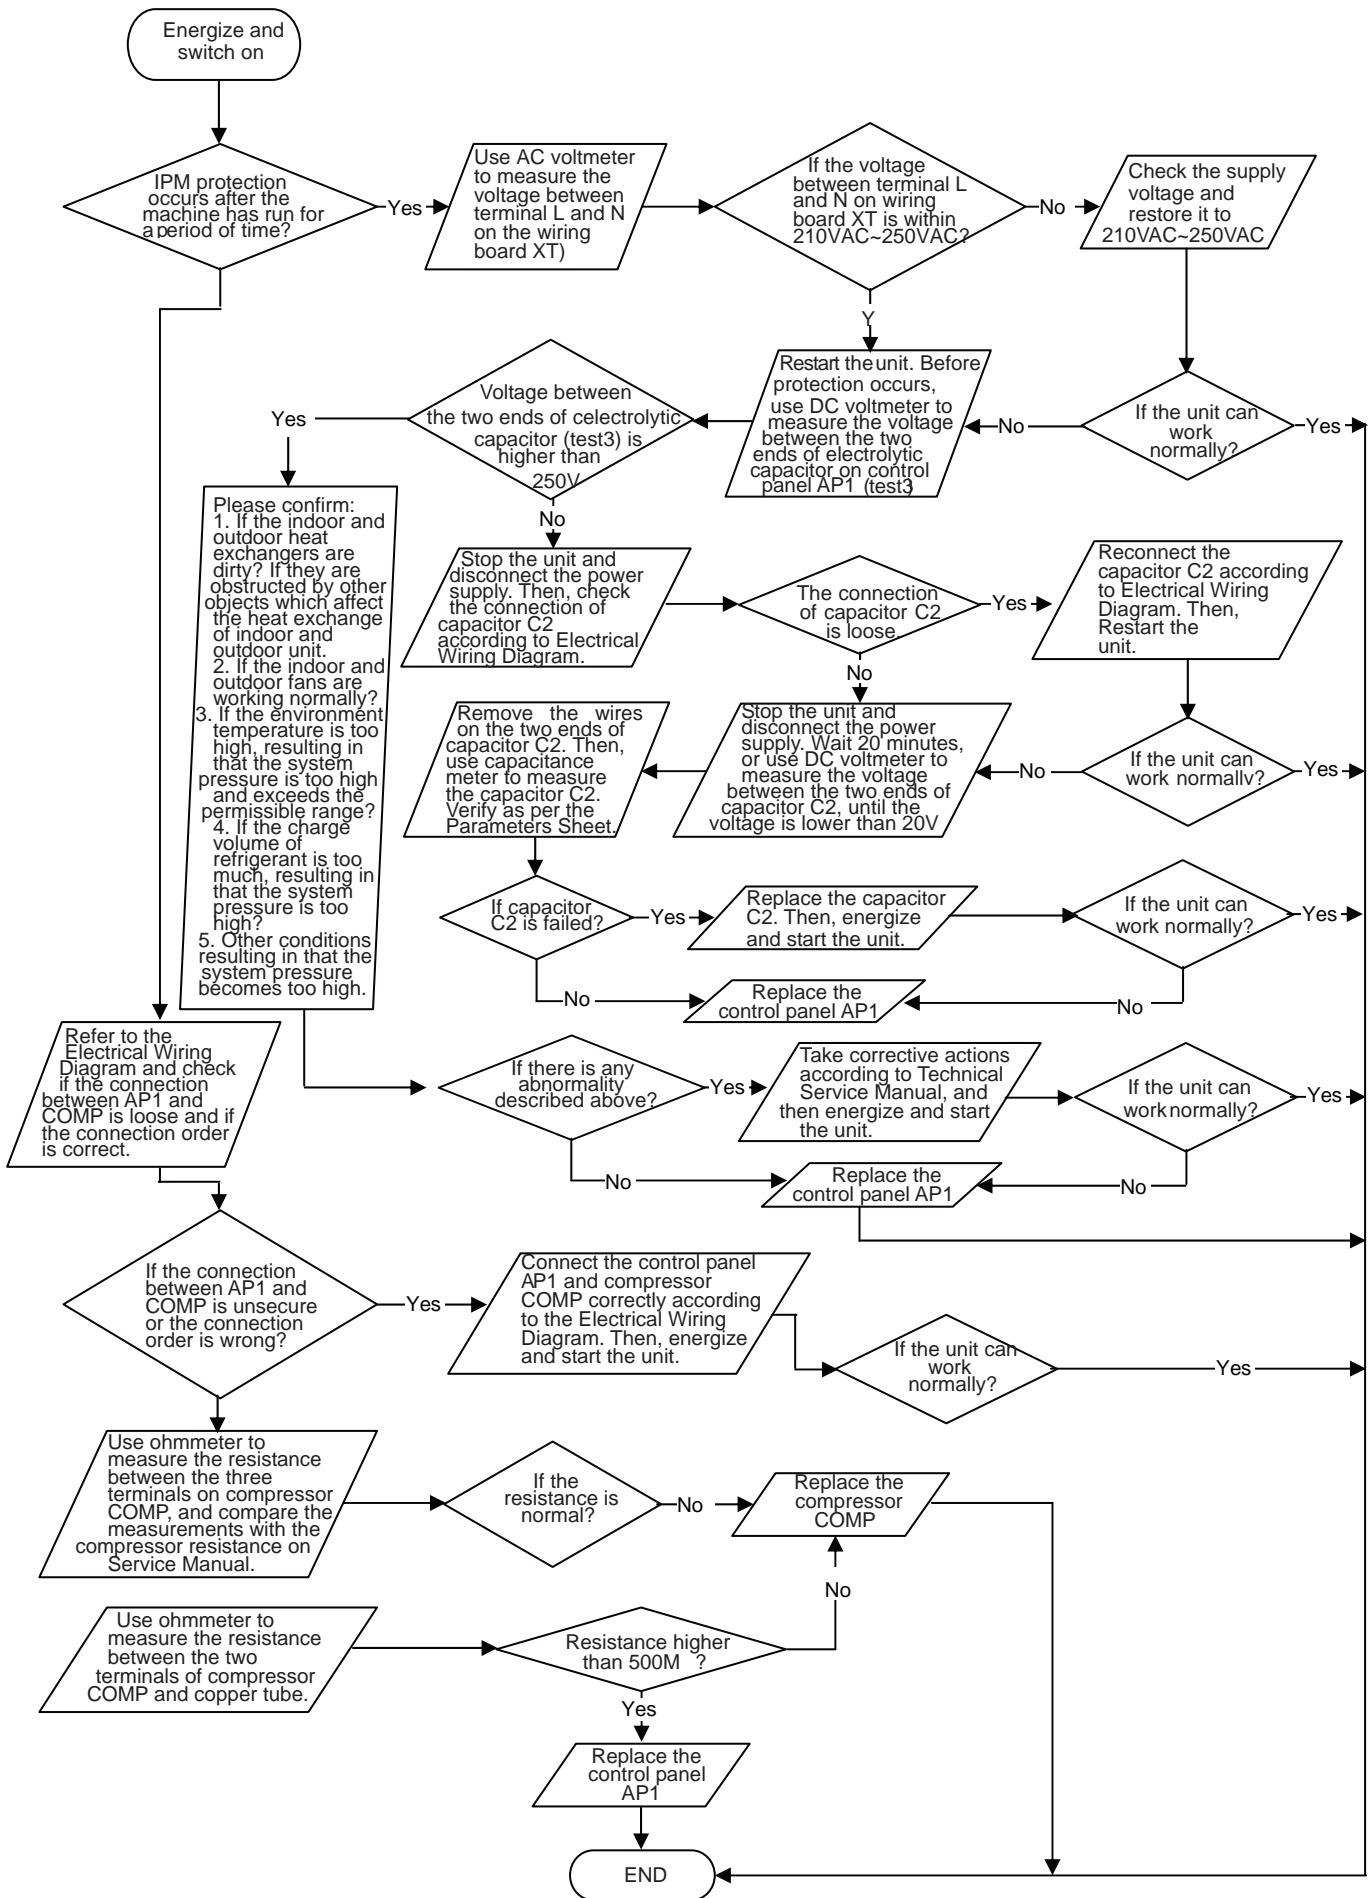 Energize and
switch on
IPM protection
occurs after the
machine has run for
a period of time?
Yes
Use AC voltmeter
to measure the
voltage between
terminal L and N
on the wiring
board XT)
If the voltage
between terminal L
and N on wiring
board XT is within
210VAC~250VAC?
No
Check the supply
voltage and
restore it to
210VAC~250VAC
Y
Yes
Voltage between
the two ends of celectrolytic
capacitor (test3) is
higher than
250V
Restart the unit. Before
protection occurs,
use DC voltmeter to
measure the voltage
between the two
ends of electrolytic
capacitor on control
panel AP1 (test3)
No
If the unit can
work
normally?
Yes
Please confirm:
1. If the indoor and
outdoor heat
exchangers are
dirty? If they are
obstructed by other
objects which affect
the heat exchange
of indoor and
outdoor unit.
2. If the indoor and
outdoor fans are
working normally?
3. If the environment
temperature is too
high, resulting in
that the system
pressure is too high
and exceeds the
permissible range?
4. If the charge
volume of
refrigerant is too
much, resulting in
that the system
pressure is too
high?
5. Other conditions
resulting in that the
system pressure
becomes too high.
No
Stop the unit and
disconnect the power
supply. Then, check
the connection of
capacitor C2
according to Electrical
Wiring Diagram.
The connection
of capacitor C2
is loose.
Yes
Reconnect the
capacitor C2 according
to Electrical Wiring
Diagram. Then,
Restart the
unit.
No
Remove the wires
on the two ends of
capacitor C2. Then,
use capacitance
meter to measure
the capacitor C2.
Verify as per the
Parameters Sheet.
Stop the unit and
disconnect the power
supply. Wait 20 minutes,
or use DC voltmeter to
measure the voltage
between the two ends of
capacitor C2, until the
voltage is lower than 20V
No
If the unit can
work normally?
Yes
If capacitor
C2 is failed?
Yes
Replace the capacitor
C2. Then, energize
and start the unit.
If the unit can
work normally?
Yes
No
Replace the
control panel AP1
No
Refer to the
Electrical Wiring
Diagram and check
if the connection
between AP1 and
COMP is loose and if
the connection order
is correct.
If there is any
abnormality
described above?
Yes
Take corrective actions
according to Technical
Service Manual, and
then energize and start
the unit.
If the unit can
work normally?
Yes
No
Replace the
control panel AP1
No
If the connection
between AP1 and
COMP is unsecure
or the connection
order is wrong?
Yes
Connect the control panel
AP1 and compressor
COMP correctly according
to the Electrical Wiring
Diagram. Then, energize
and start the unit.
If the unit can
work
normally?
Yes
Use ohmmeter to
measure the resistance
between the three
terminals on compressor
COMP, and compare the
measurements with the
compressor resistance on
Service Manual.
If the
resistance is
normal?
No
Replace the
compressor
COMP
No
Use ohmmeter to
measure the resistance
between the two
terminals of compressor
COMP and copper tube.
Resistance higher
than 500M ?
Yes
Replace the
control panel
AP1
END